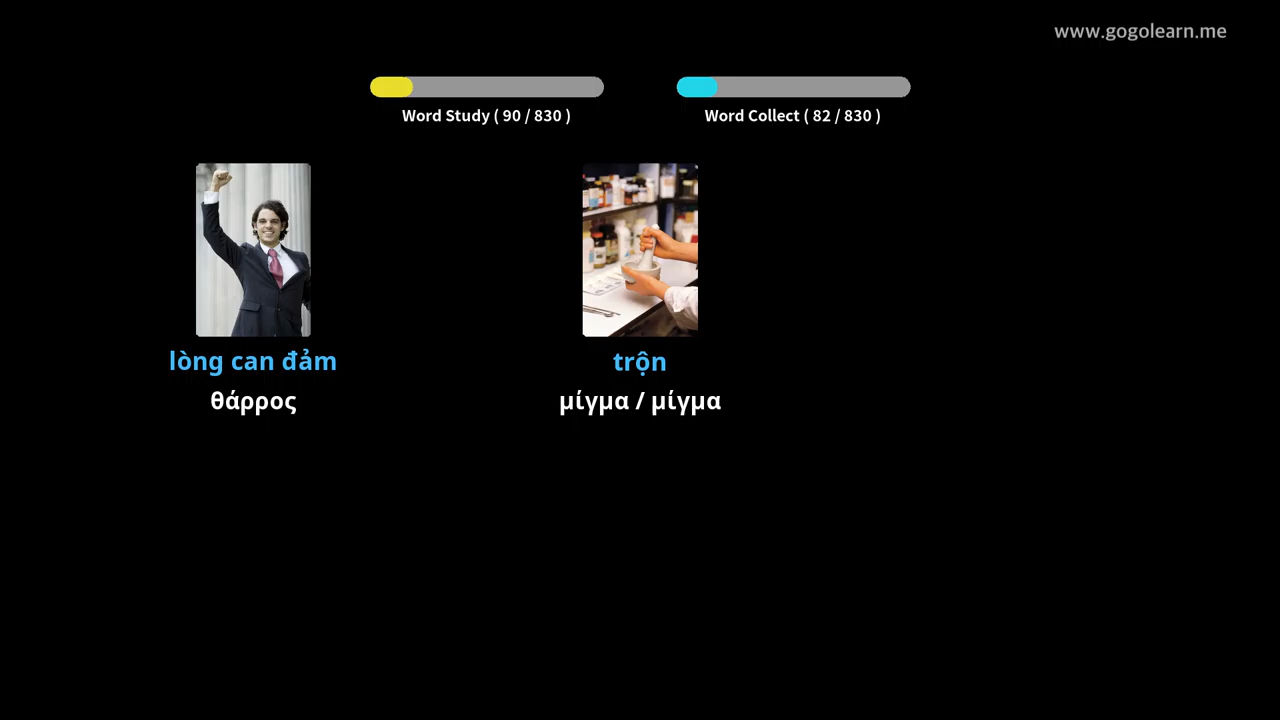 www.gogolearn.me
Word Study ( 90 / 830 )
Word Collect ( 82 / 830 )
lòng can đảm
θάρρος
trộn
μίγμα / μίγμα